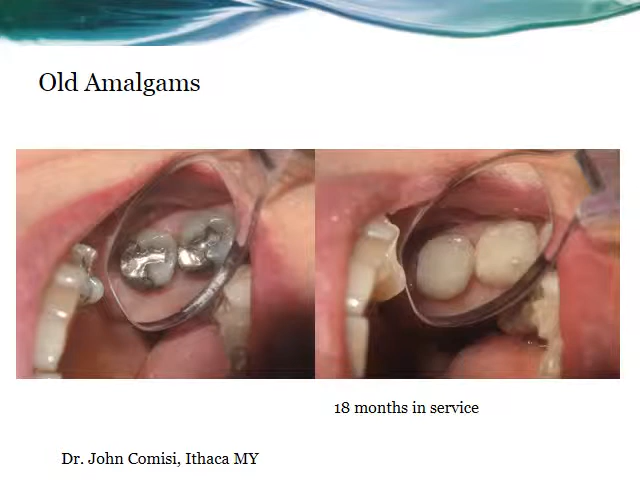 Old Amalgams
18 months in service
Dr. John Comisi, Ithaca MY